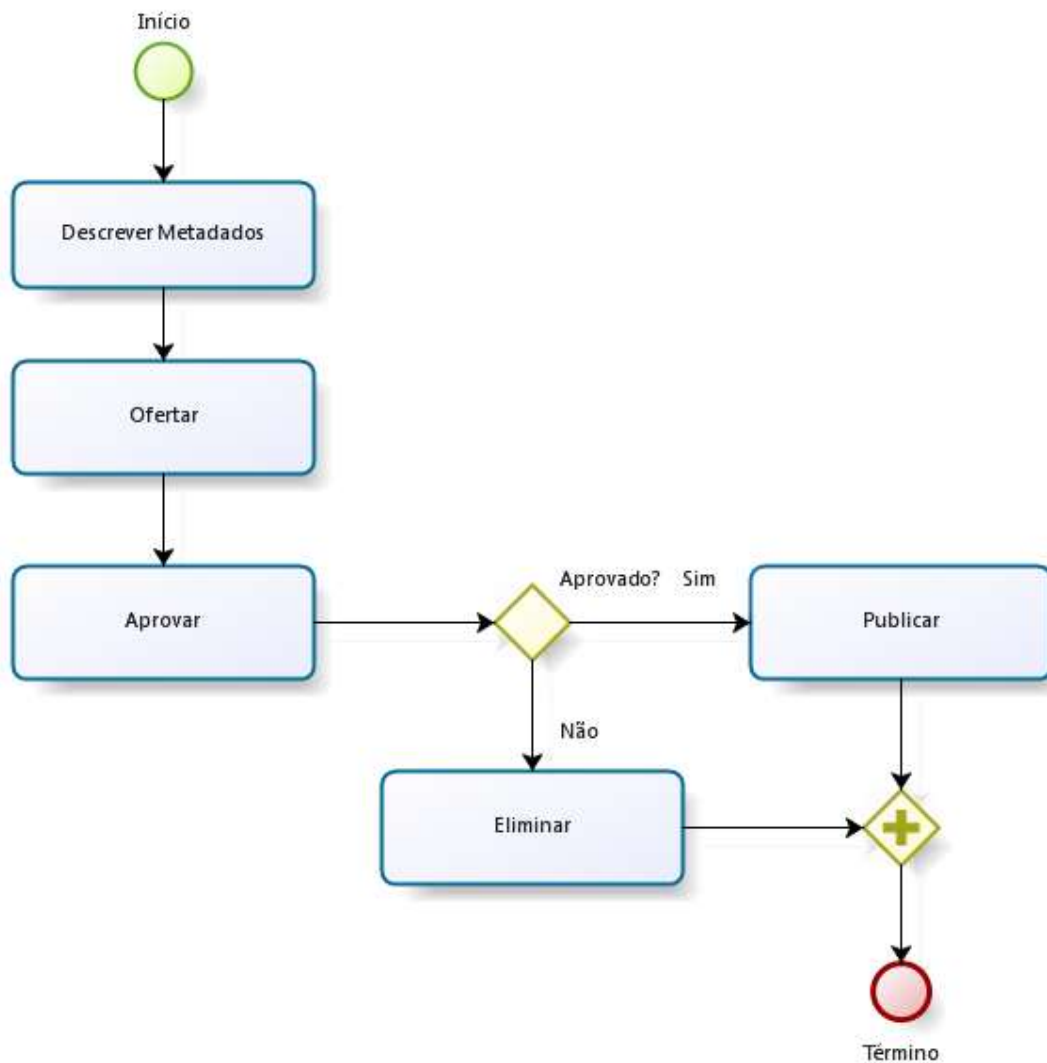 Início
Descrever Metadados
Ofertar
Aprovar
Aprovado? Sim
Publicar
Não
Eliminar
Término